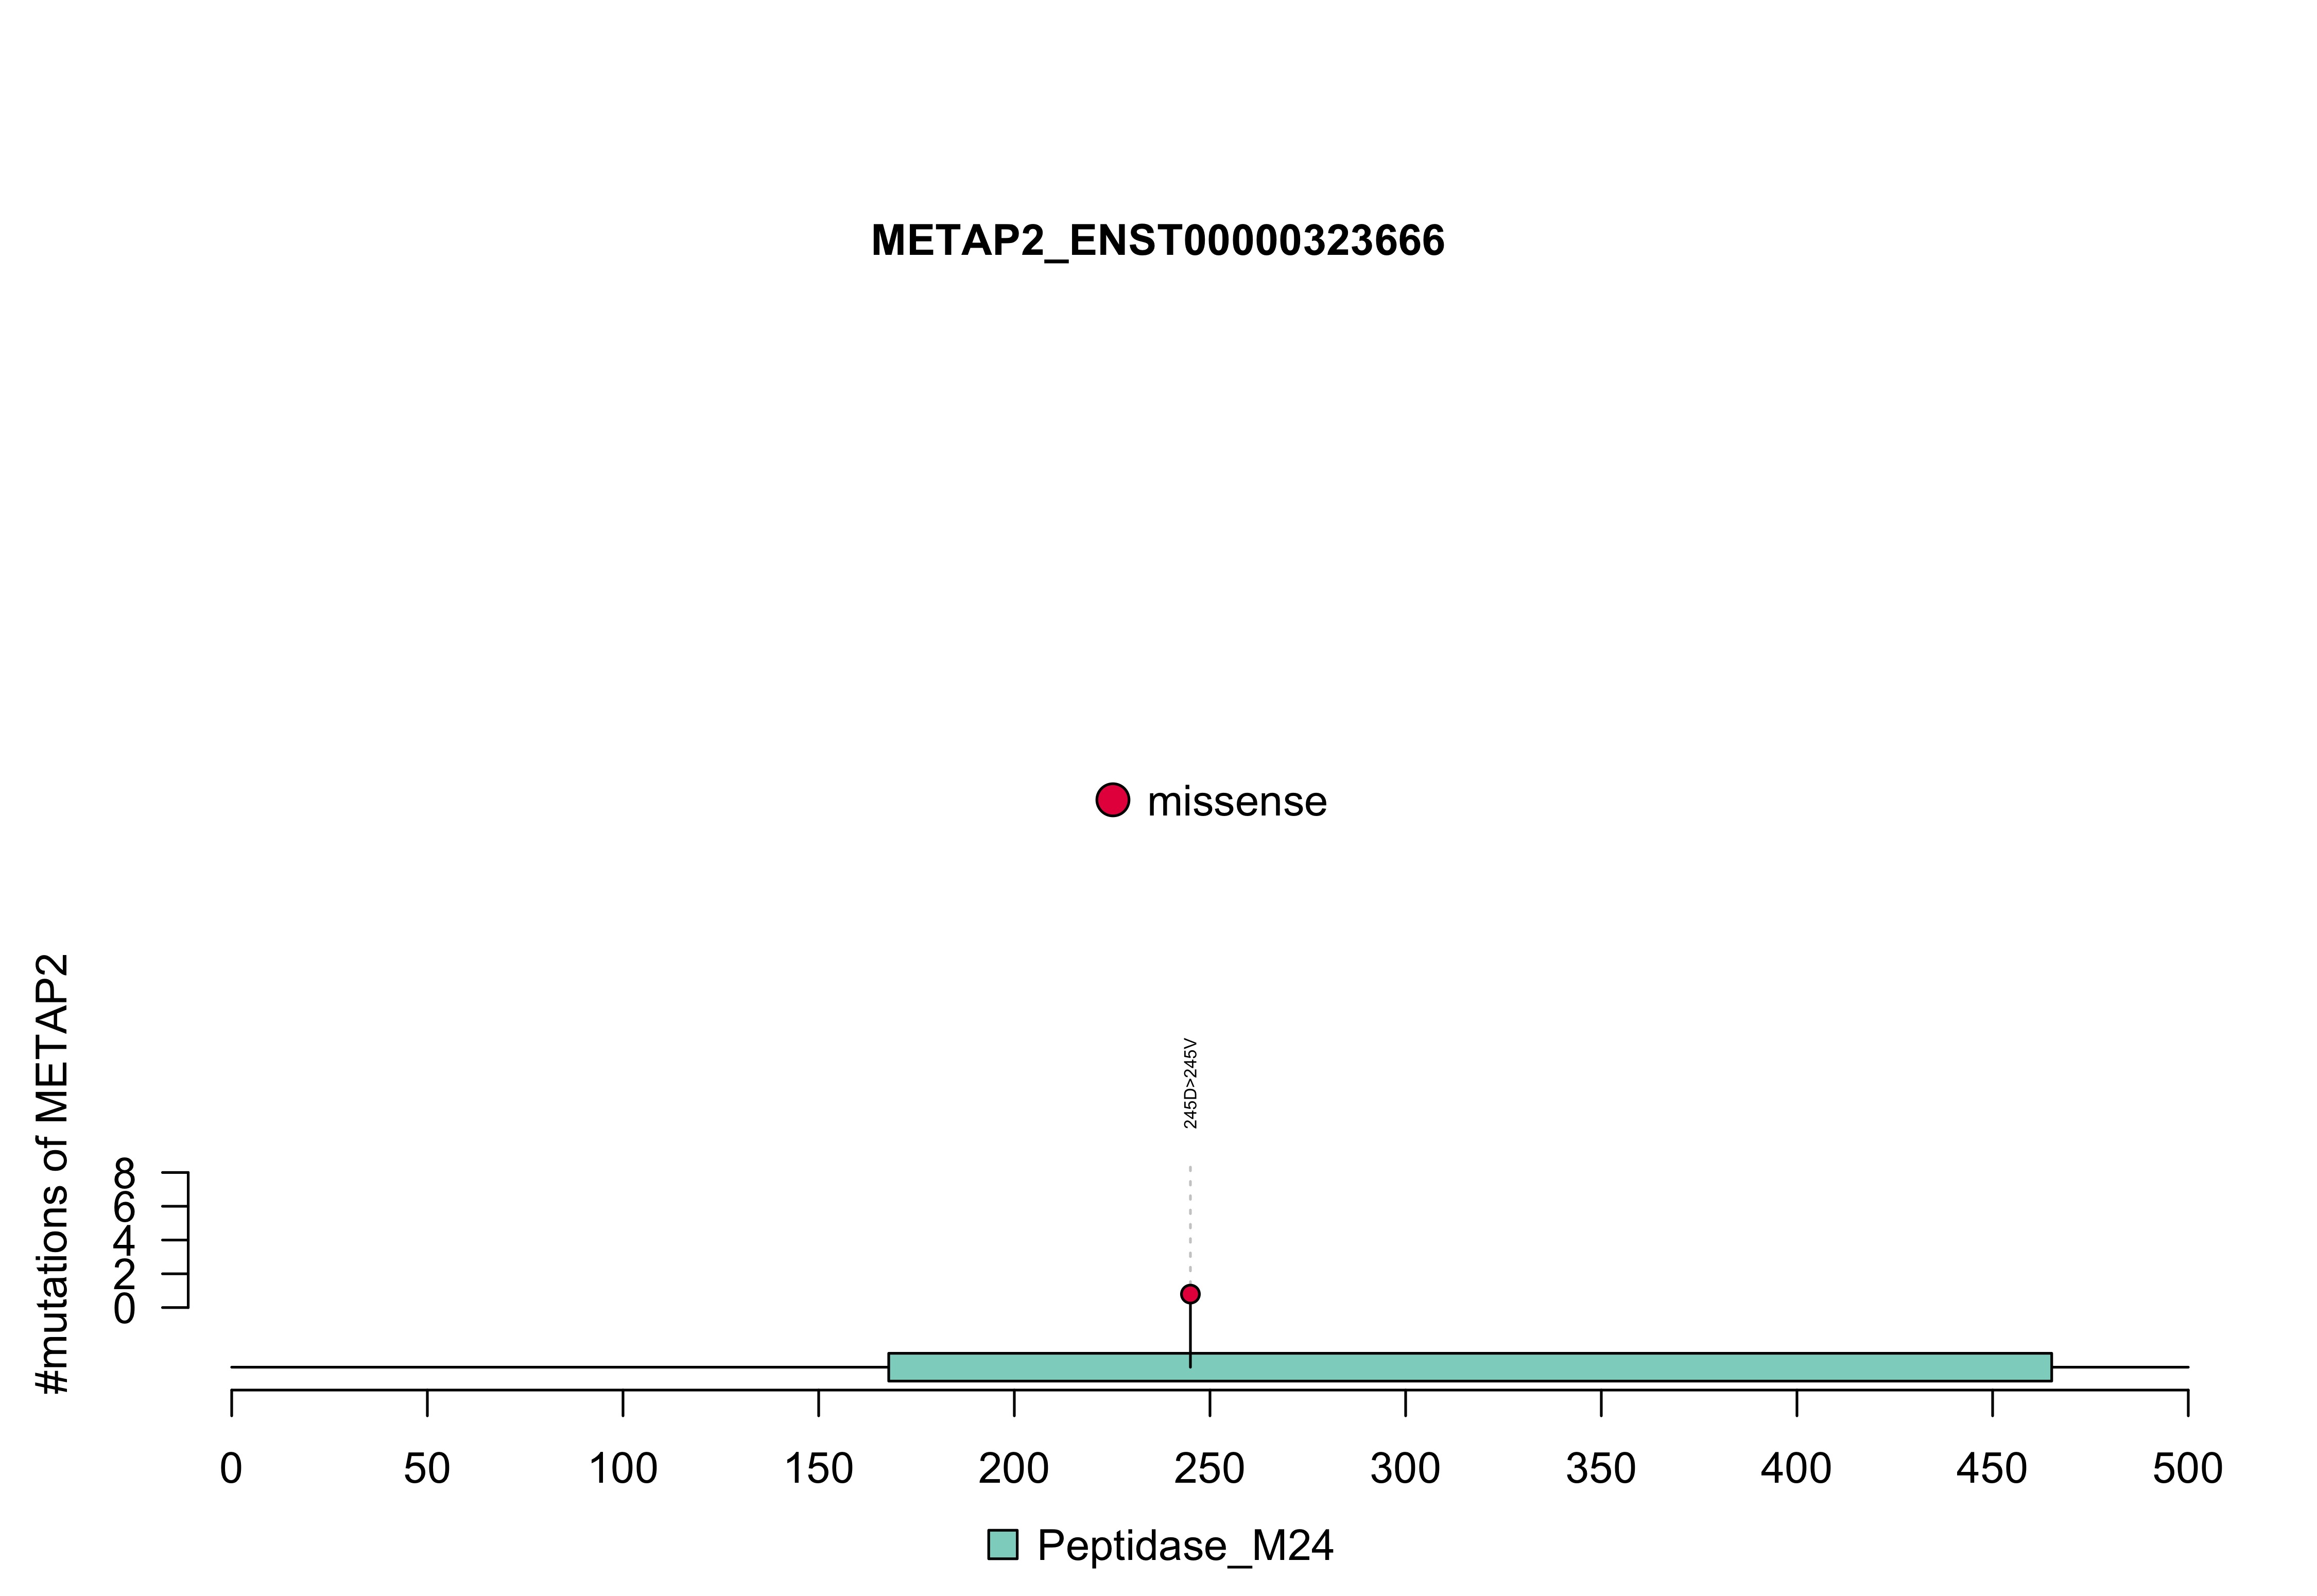 METAP2_ENST00000323666
missense
#mutations of METAP2
245D>245V
8
6
4
2
0
0 50 100 150 200 250 300 350 400 450 500
Peptidase_M24